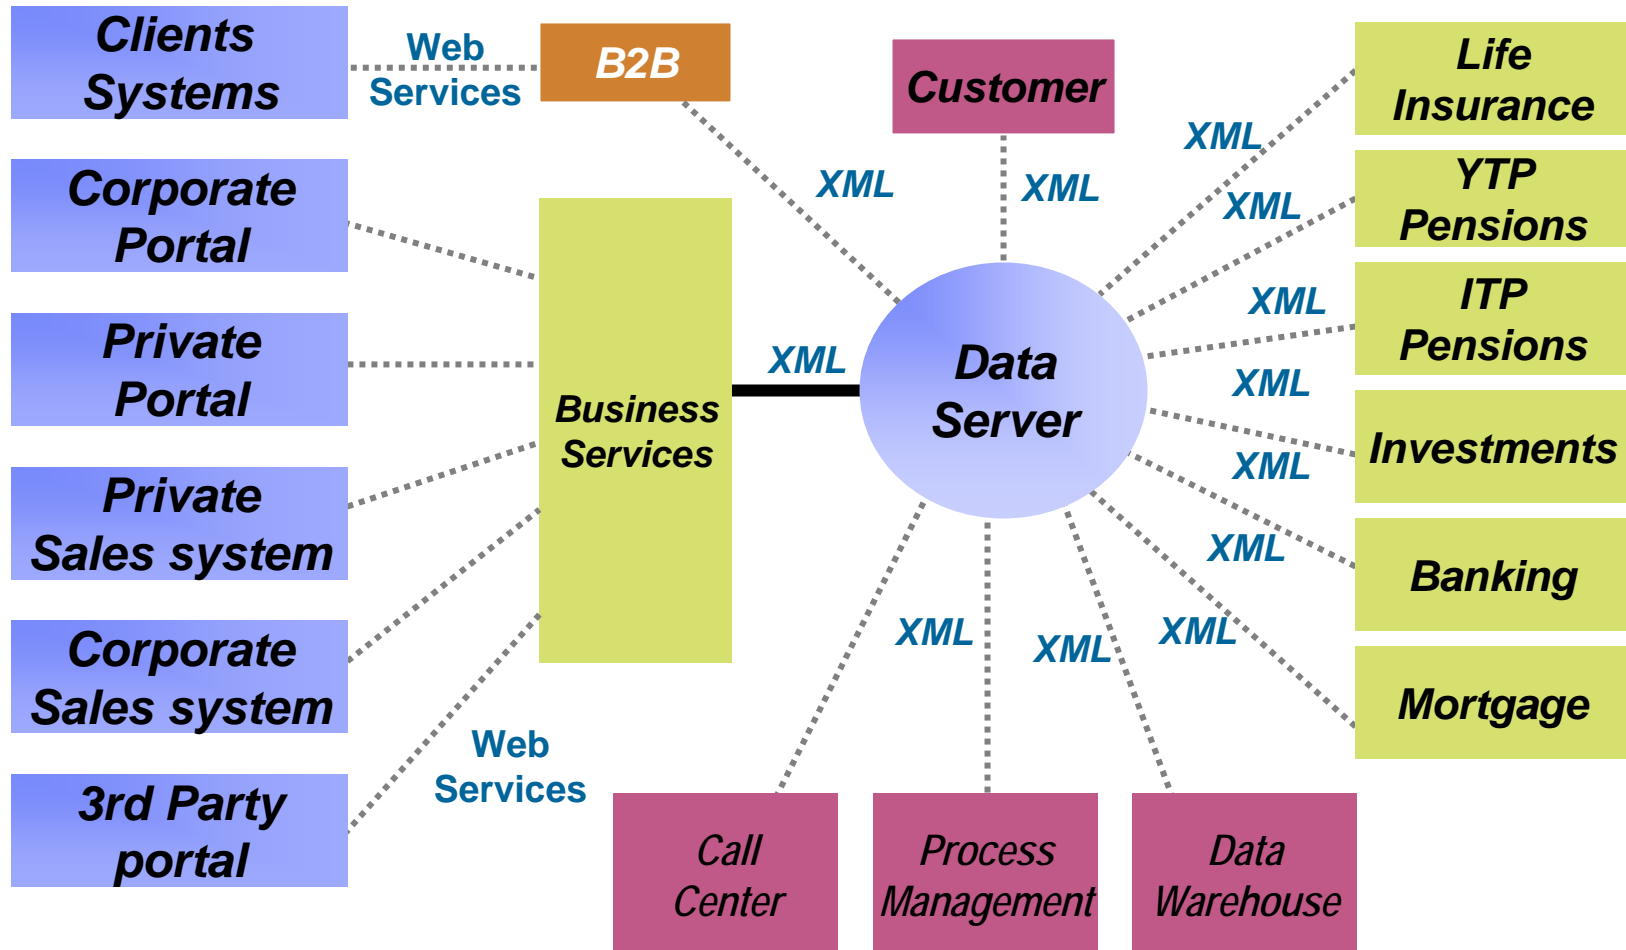 Clients
Systems
Web
Services
B2B
Customer
Life
Insurance
XML
XML
XML
XML
YTP
Pensions
Corporate
Portal
XML
ITP
Pensions
Private
Portal
XML
Data
Server
XML
Business
Services
Investments
XML
Private
Sales system
XML
Banking
Corporate
Sales system
XML
XML
XML
Mortgage
Web
Services
3rd Party
portal
Call
Center
Process
Management
Data
Warehouse